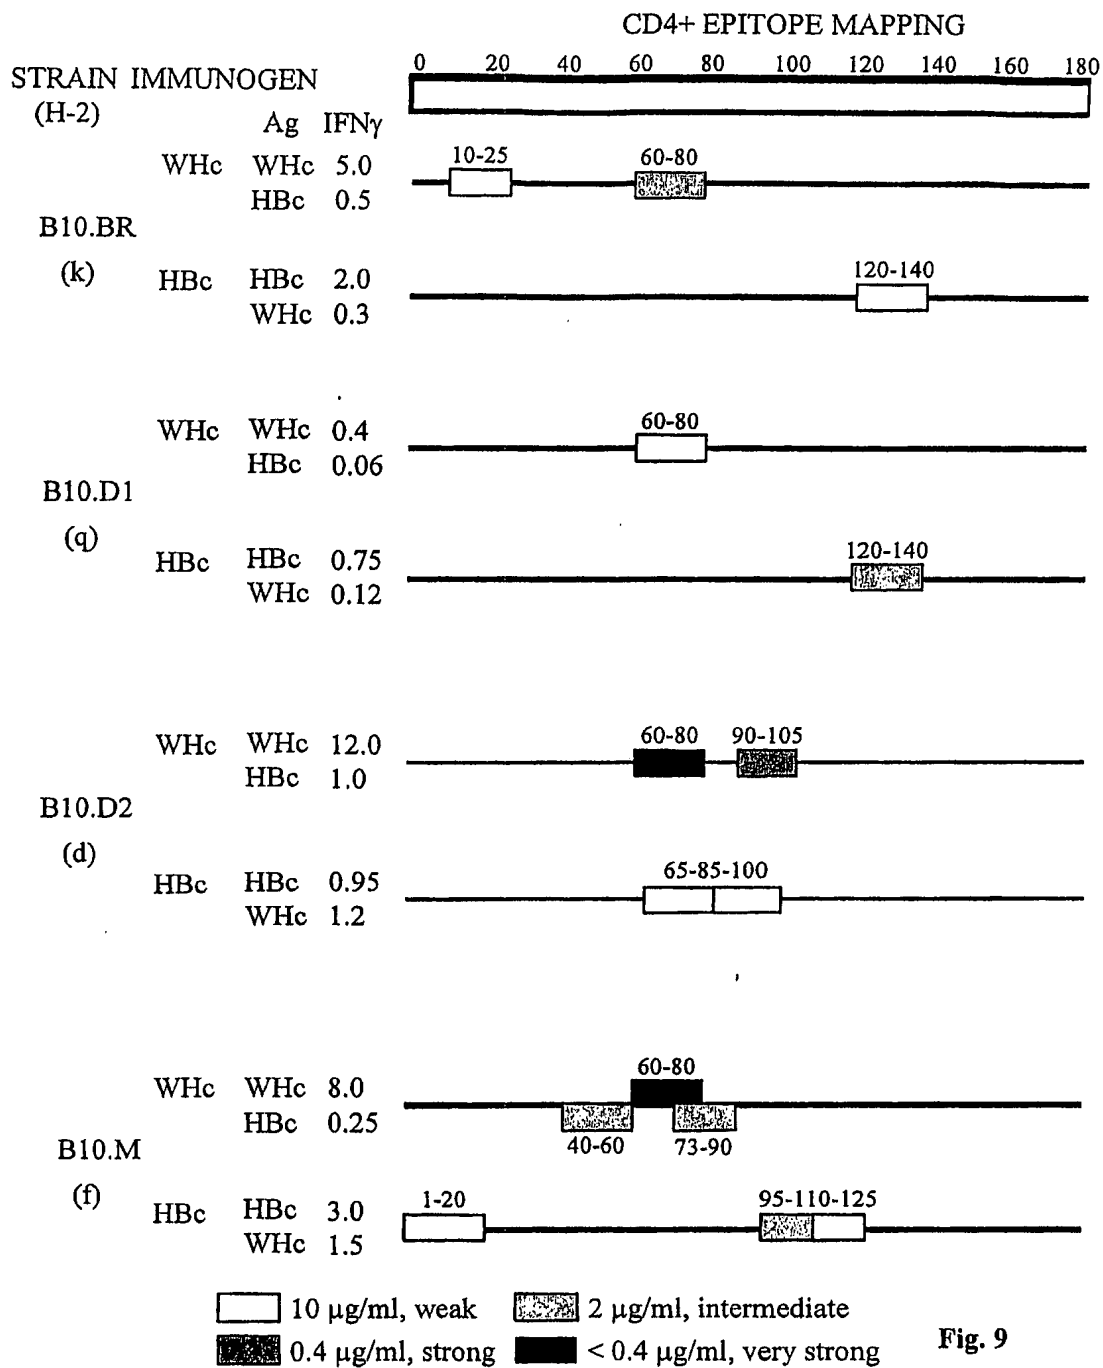 CD4+ EPITOPE MAPPING
0 20 40 60 80 100 120 140 160 180
STRAIN IMMUNOGEN
(H-2)
Ag IFNγ
WHc WHc 5.0
HBc 0.5
10-25 60-80
B10.BR
(k)
HBc HBc 2.0
WHc 0.3
120-140
WHc WHc 0.4
HBc 0.06
60-80
B10.D1
(q)
HBc HBc 0.75
WHc 0.12
120-140
WHc WHc 12.0
HBc 1.0
60-80 90-105
B10.D2
(d)
HBc HBc 0.95
WHc 1.2
65-85-100
WHc WHc 8.0
HBc 0.25
60-80
40-60 73-90
B10.M
(f)
HBc HBc 3.0
WHc 1.5
1-20 95-110-125
10 µg/ml, weak 2 µg/ml, intermediate
0.4 µg/ml, strong < 0.4 µg/ml, very strong
Fig. 9